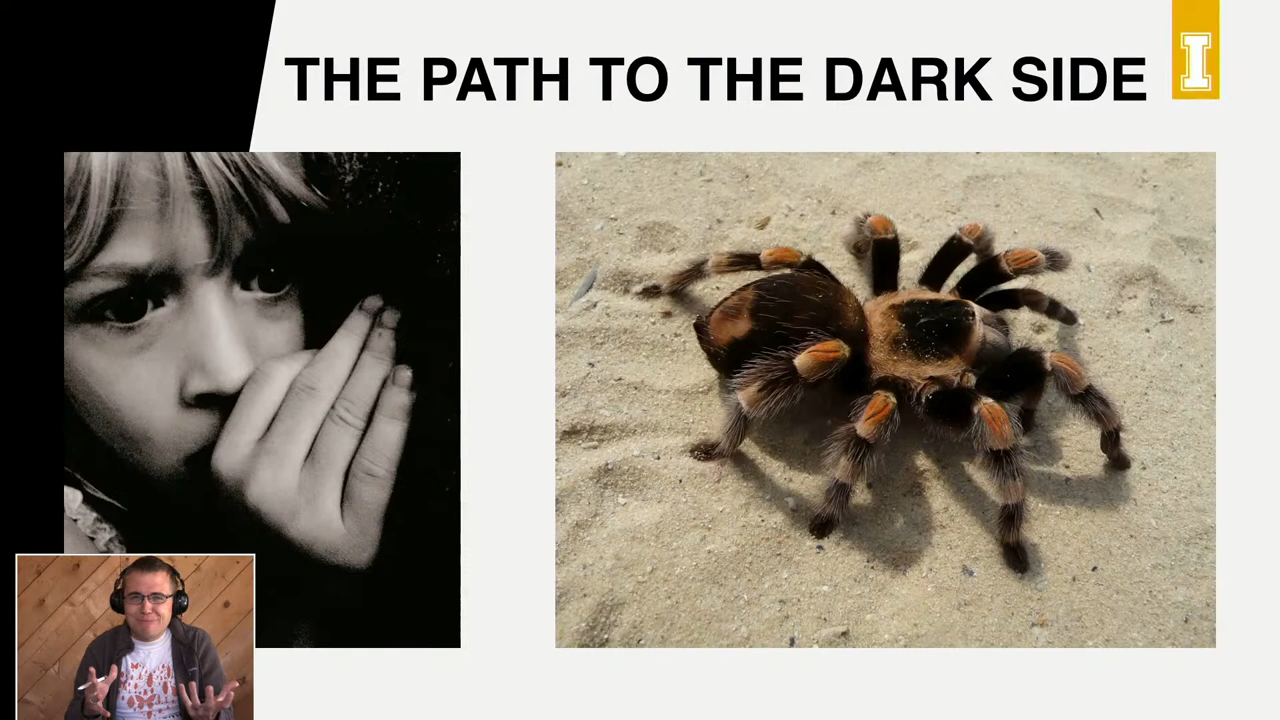 THE PATH TO THE DARK SIDE
I